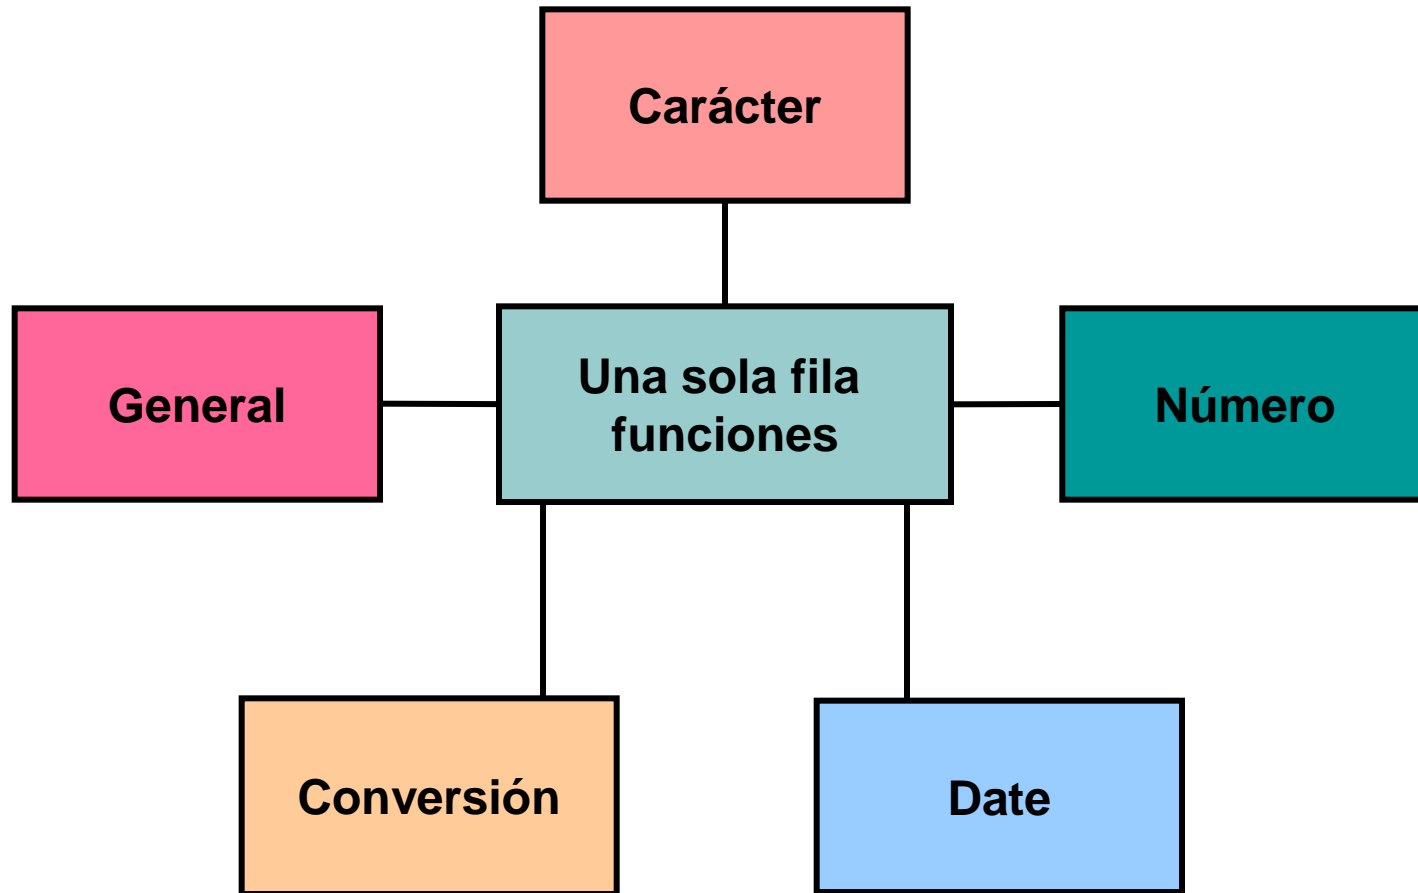 Carácter
General
Una sola fila
funciones
Número
Conversión
Date